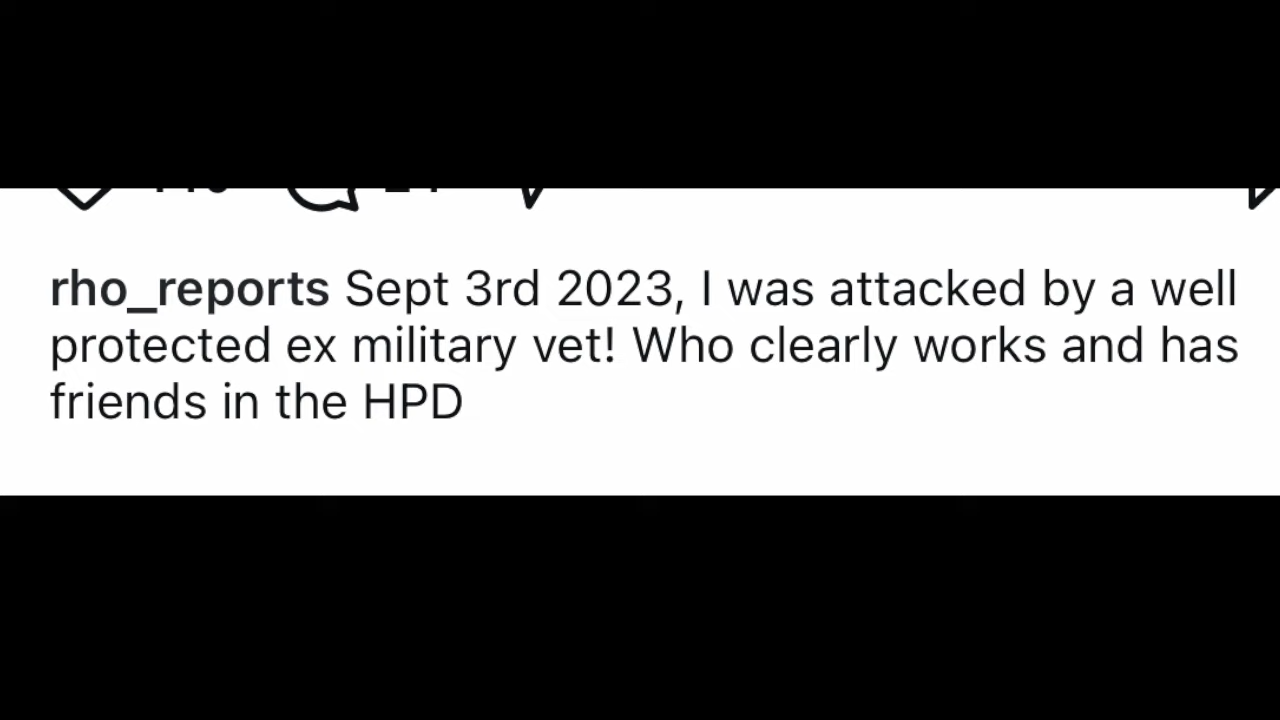 rho_reports Sept 3rd 2023, I was attacked by a well
protected ex military vet! Who clearly works and has
friends in the HPD